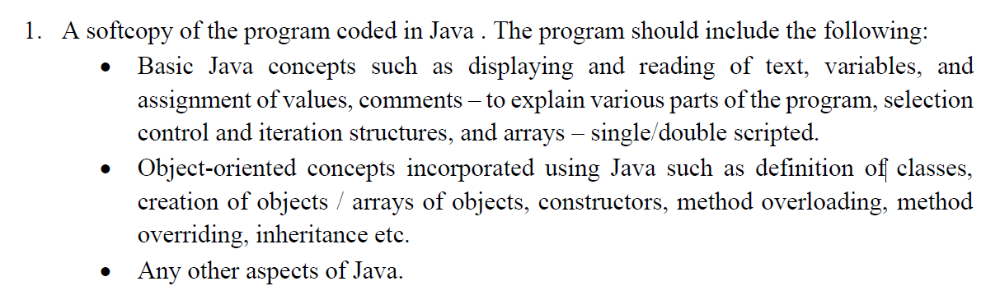 1. A softcopy of the program coded in Java . The program should include the following:
• Basic Java concepts such as displaying and reading of text, variables, and
assignment of values, comments – to explain various parts of the program, selection
control and iteration structures, and arrays – single/double scripted.
• Object-oriented concepts incorporated using Java such as definition of classes,
creation of objects / arrays of objects, constructors, method overloading, method
overriding, inheritance etc.
• Any other aspects of Java.